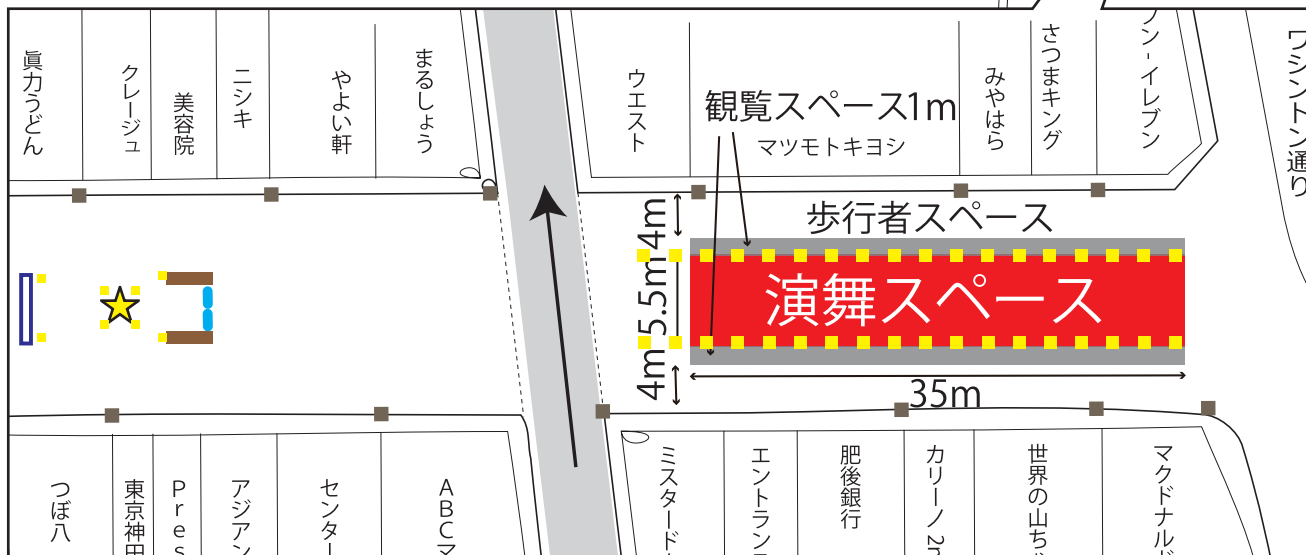 眞力うどん
クレージュ
美容院
ニシキ
やよい軒
まるしょう
ウエスト
観覧スペース1m
マツモトキヨシ
みやはら
さつまキング
ン-イレブン
ワシントン通り
歩行者スペース
4m
5.5m
4m
演舞スペース
35m
つぼ八
東京神田
Pres
アジアン
センター
ABCマ
ミスタード
エントランス
肥後銀行
カリーノ
世界の山ちゃ
マクドナルド